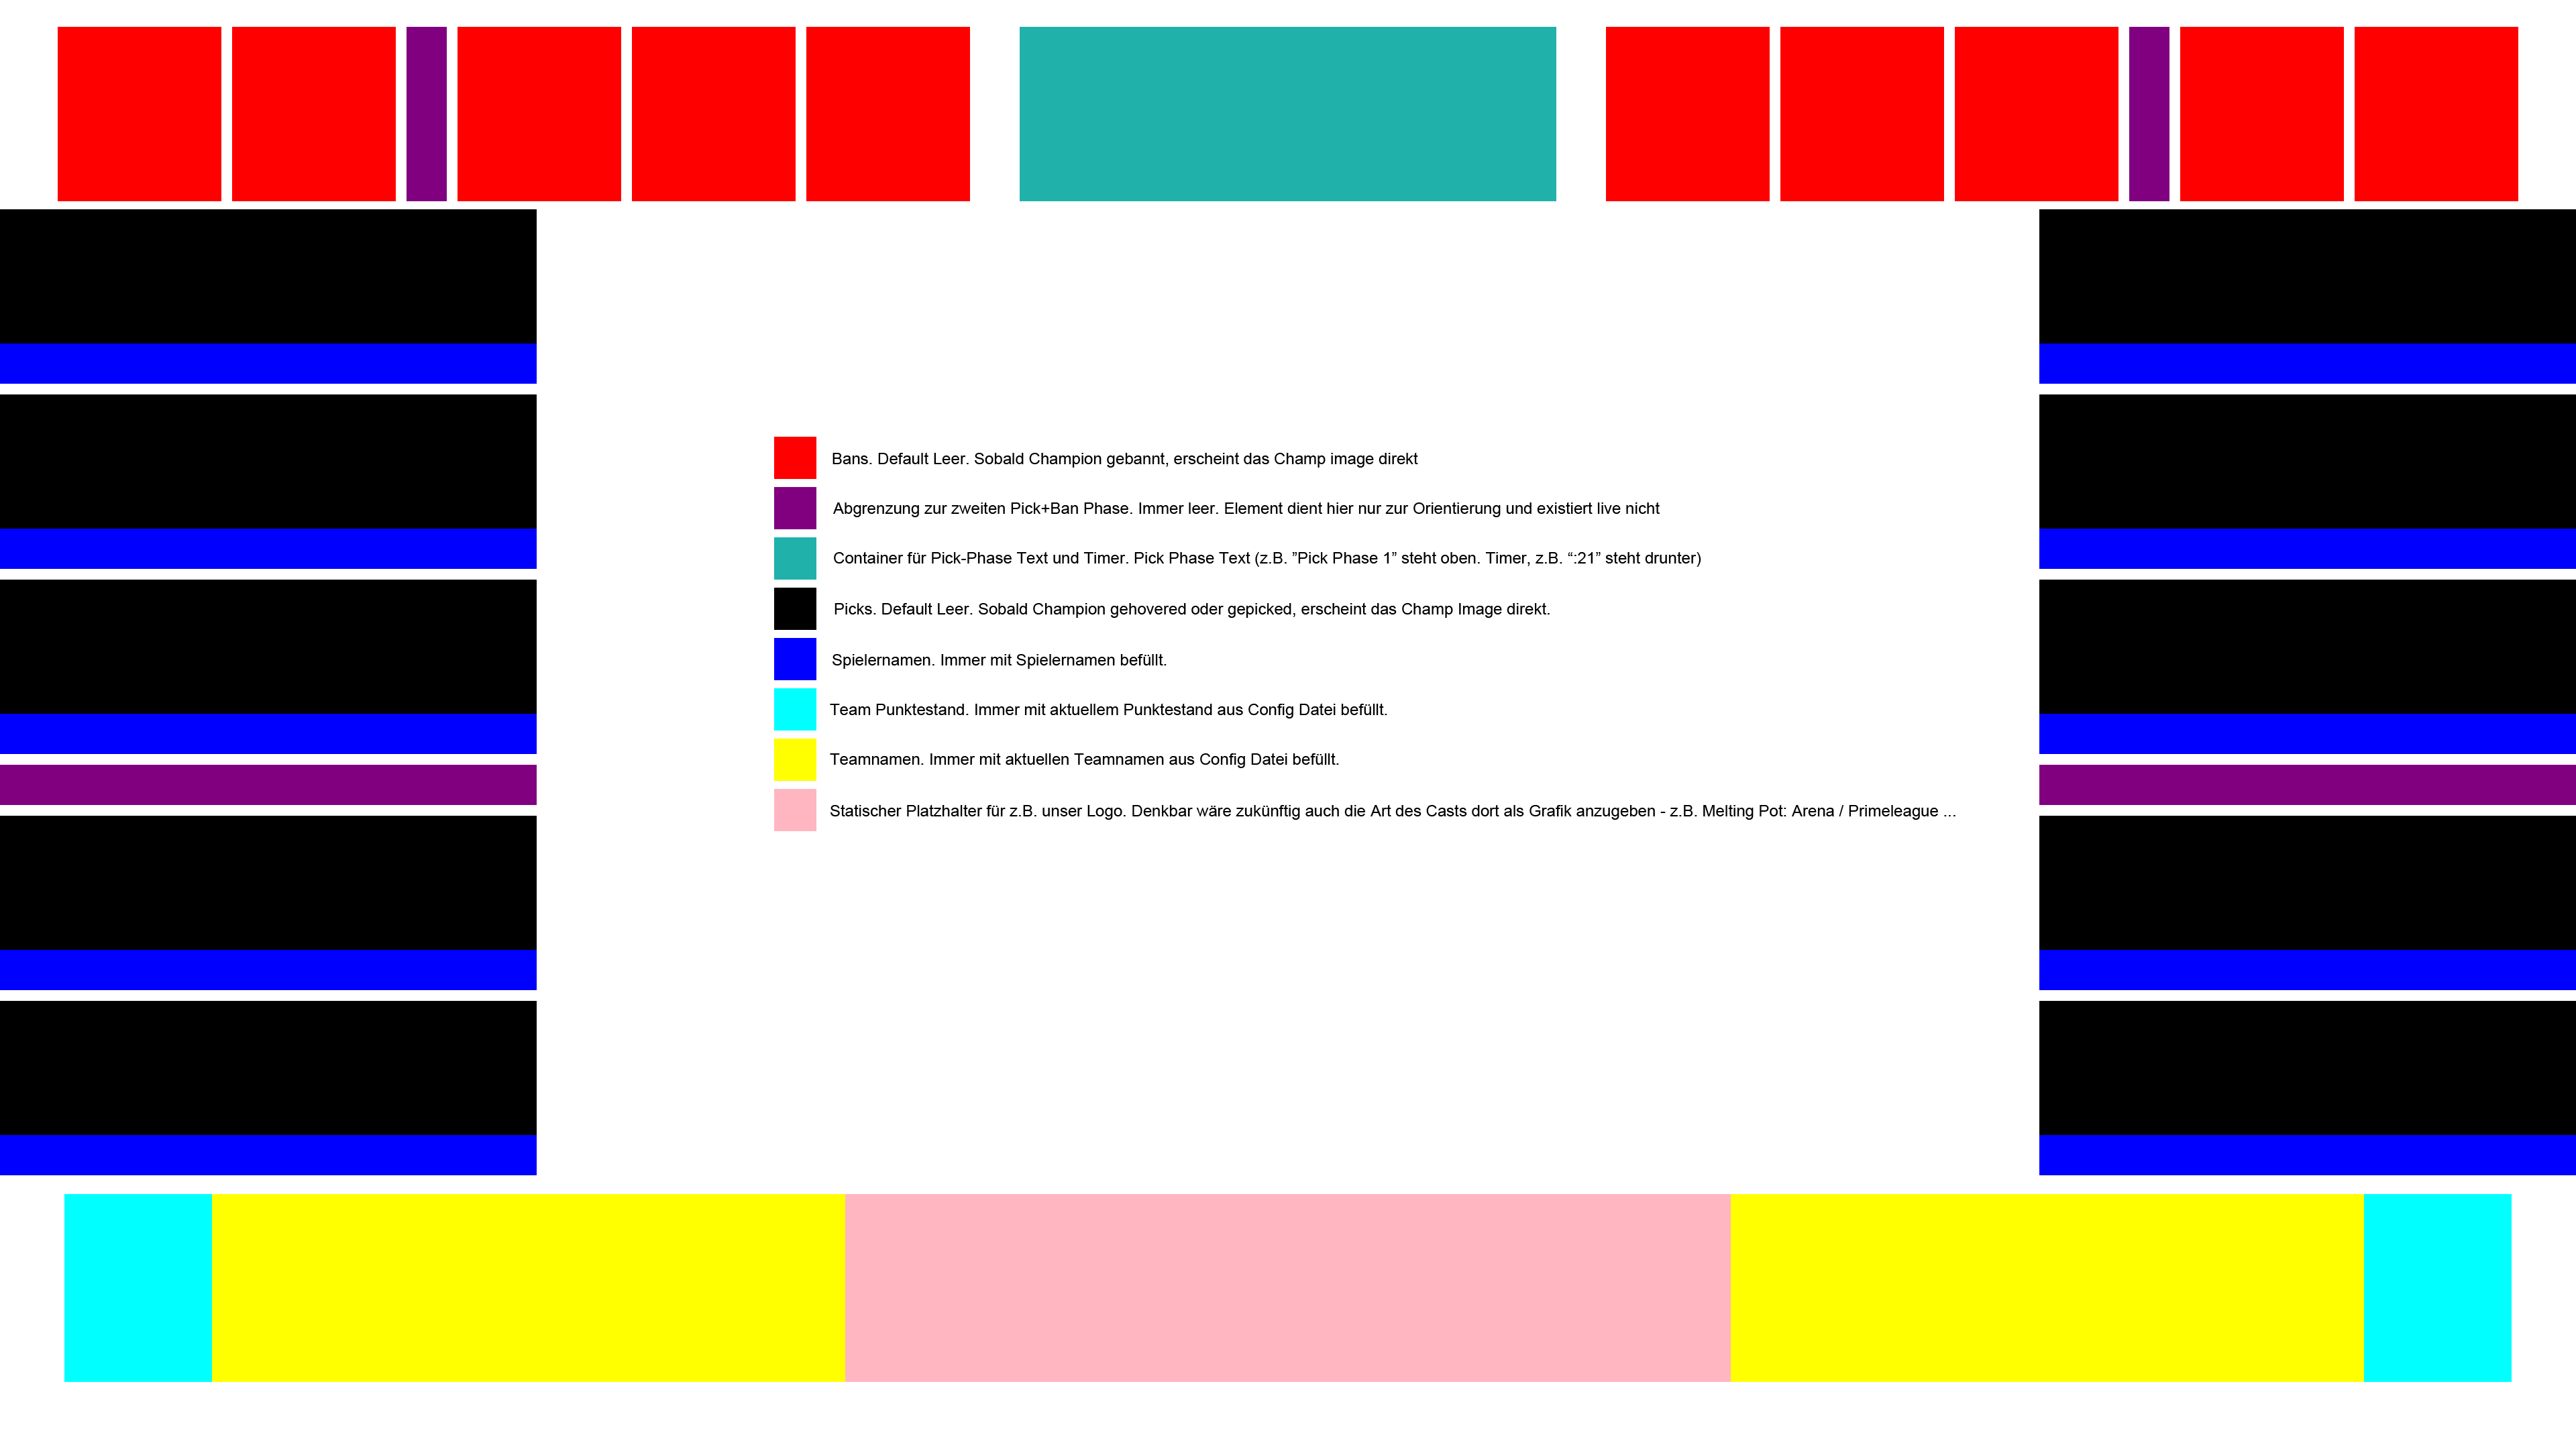 Bans. Default Leer. Sobald Champion gebannt, erscheint das Champ image direkt
Abgrenzung zur zweiten Pick+Ban Phase. Immer leer. Element dient hier nur zur Orientierung und existiert live nicht
Container für Pick-Phase Text und Timer. Pick Phase Text (z.B. ”Pick Phase 1” steht oben. Timer, z.B. “:21” steht drunter)
Picks. Default Leer. Sobald Champion gehovered oder gepicked, erscheint das Champ Image direkt.
Spielernamen. Immer mit Spielernamen befüllt.
Team Punktestand. Immer mit aktuellem Punktestand aus Config Datei befüllt.
Teamnamen. Immer mit aktuellen Teamnamen aus Config Datei befüllt.
Statischer Platzhalter für z.B. unser Logo. Denkbar wäre zukünftig auch die Art des Casts dort als Grafik anzugeben - z.B. Melting Pot: Arena / Primeleague ...